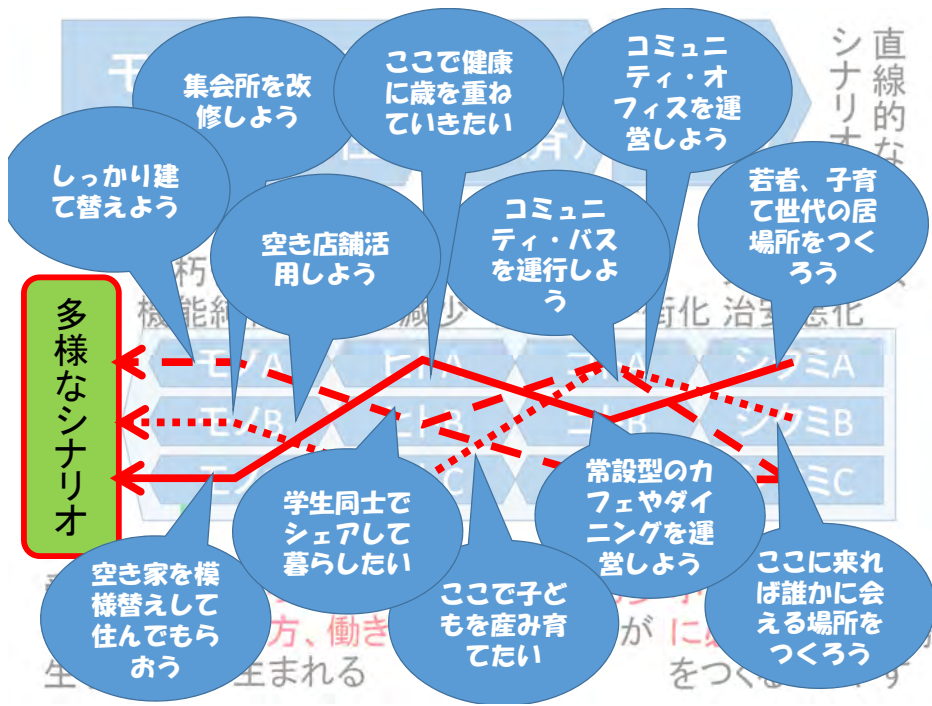 直線的な
シナリオ
モ
集会所を改
修しよう
ここで健康
に歳を重ね
ていきたい
コミュニ
ティ・オ
フィスを運
営しよう
しっかり建
て替えよう
空き店舗活
用しよう
コミュニ
ティ・バス
を運行しよ
う
若者、子育
て世代の居
場所をつく
ろう
朽
機能
減少
街化
治安悪化
多様なシナリオ
モノA
ヒトA
シクミA
モノB
ヒトB
シクミB
ミC
学生同士で
シェアして
暮らしたい
常設型のカ
フェやダイ
ニングを運
営しよう
空き家を模
様替えして
住んでもら
おう
ここで子ど
もを産み育
てたい
ここに来れ
ば誰かに会
える場所を
つくろう
方、働き
が
に
生
生まれる
をつく
す